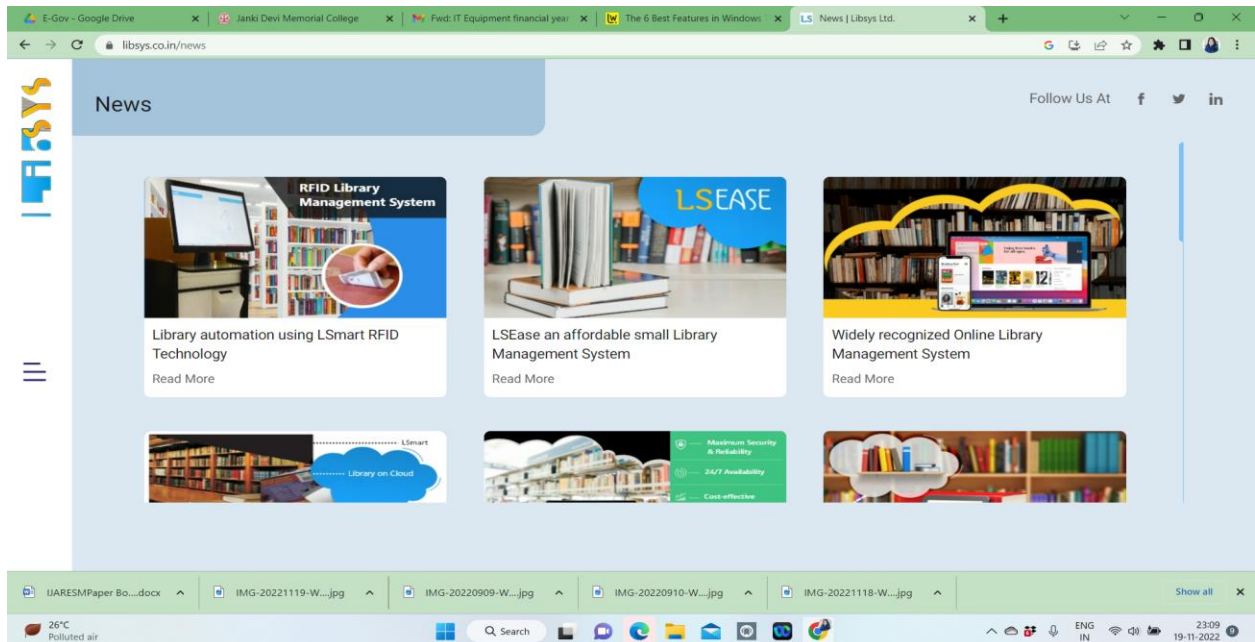 E-Gov - Google Drive
Janki Devi Memorial College
Fwd: IT Equipment financial year
The 6 Best Features in Windows
LS News | Libsys Ltd.
libsys.co.in/news
LIBSYS
News
Follow Us At
RFID Library
Management System
Library automation using LSmart RFID
Technology
Read More
LSEASE
LSEase an affordable small Library
Management System
Read More
Widely recognized Online Library
Management System
Read More
LSmart
Library on Cloud
Maximum Security
& Reliability
24/7 Availability
Cost-effective
IJARESMPaper Bo....docx
IMG-20221119-W....jpg
IMG-20220909-W....jpg
IMG-20220910-W....jpg
IMG-20221118-W....jpg
Show all
26°C
Polluted air
Search
ENG
IN
23:09
19-11-2022